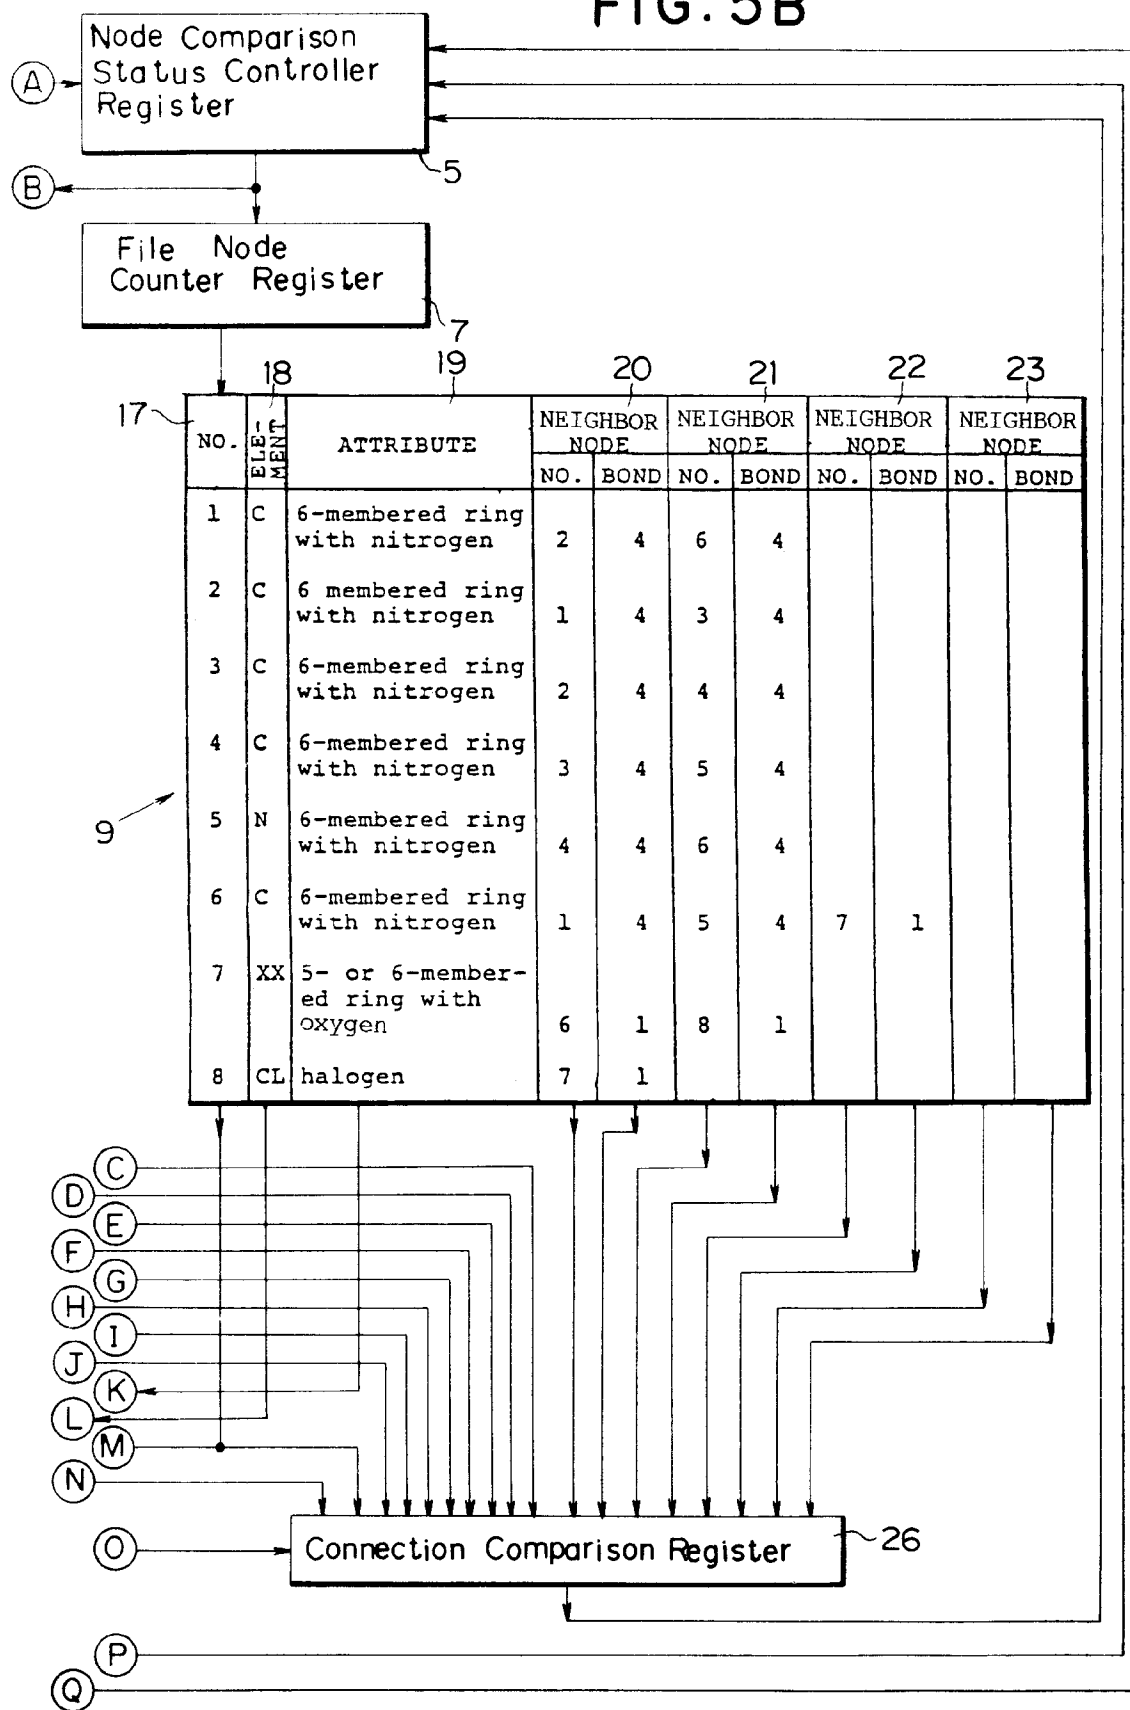 FIG. 5B
Node Comparison
Status Controller
Register
A
5
B
File Node
Counter Register
7
17
18
19
20
21
22
23
NO.
ELE-
MENT
ATTRIBUTE
NEIGHBOR NODE
NEIGHBOR NODE
NEIGHBOR NODE
NEIGHBOR NODE
NO. BOND NO. BOND NO. BOND NO. BOND
1 C 6-membered ring
with nitrogen 2 4 6 4
2 C 6 membered ring
with nitrogen 1 4 3 4
3 C 6-membered ring
with nitrogen 2 4 4 4
4 C 6-membered ring
with nitrogen 3 4 5 4
9
5 N 6-membered ring
with nitrogen 4 4 6 4
6 C 6-membered ring
with nitrogen 1 4 5 4 7 1
7 XX 5- or 6-member-
ed ring with
oxygen 6 1 8 1
8 CL halogen 7 1
C
D
E
F
G
H
I
J
K
L
M
N
O
Connection Comparison Register
26
P
Q